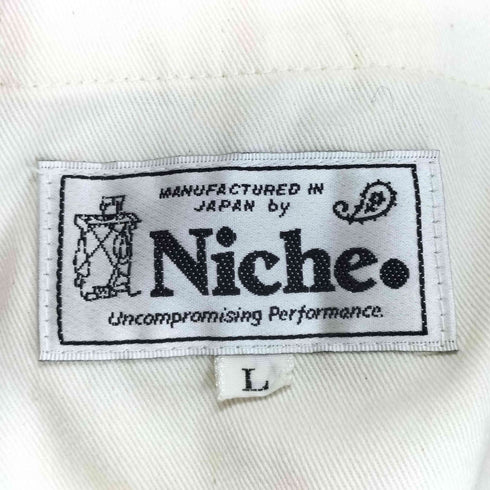 MANUFACTURED IN
JAPAN by
Niche.
Uncompromising Performance.
L